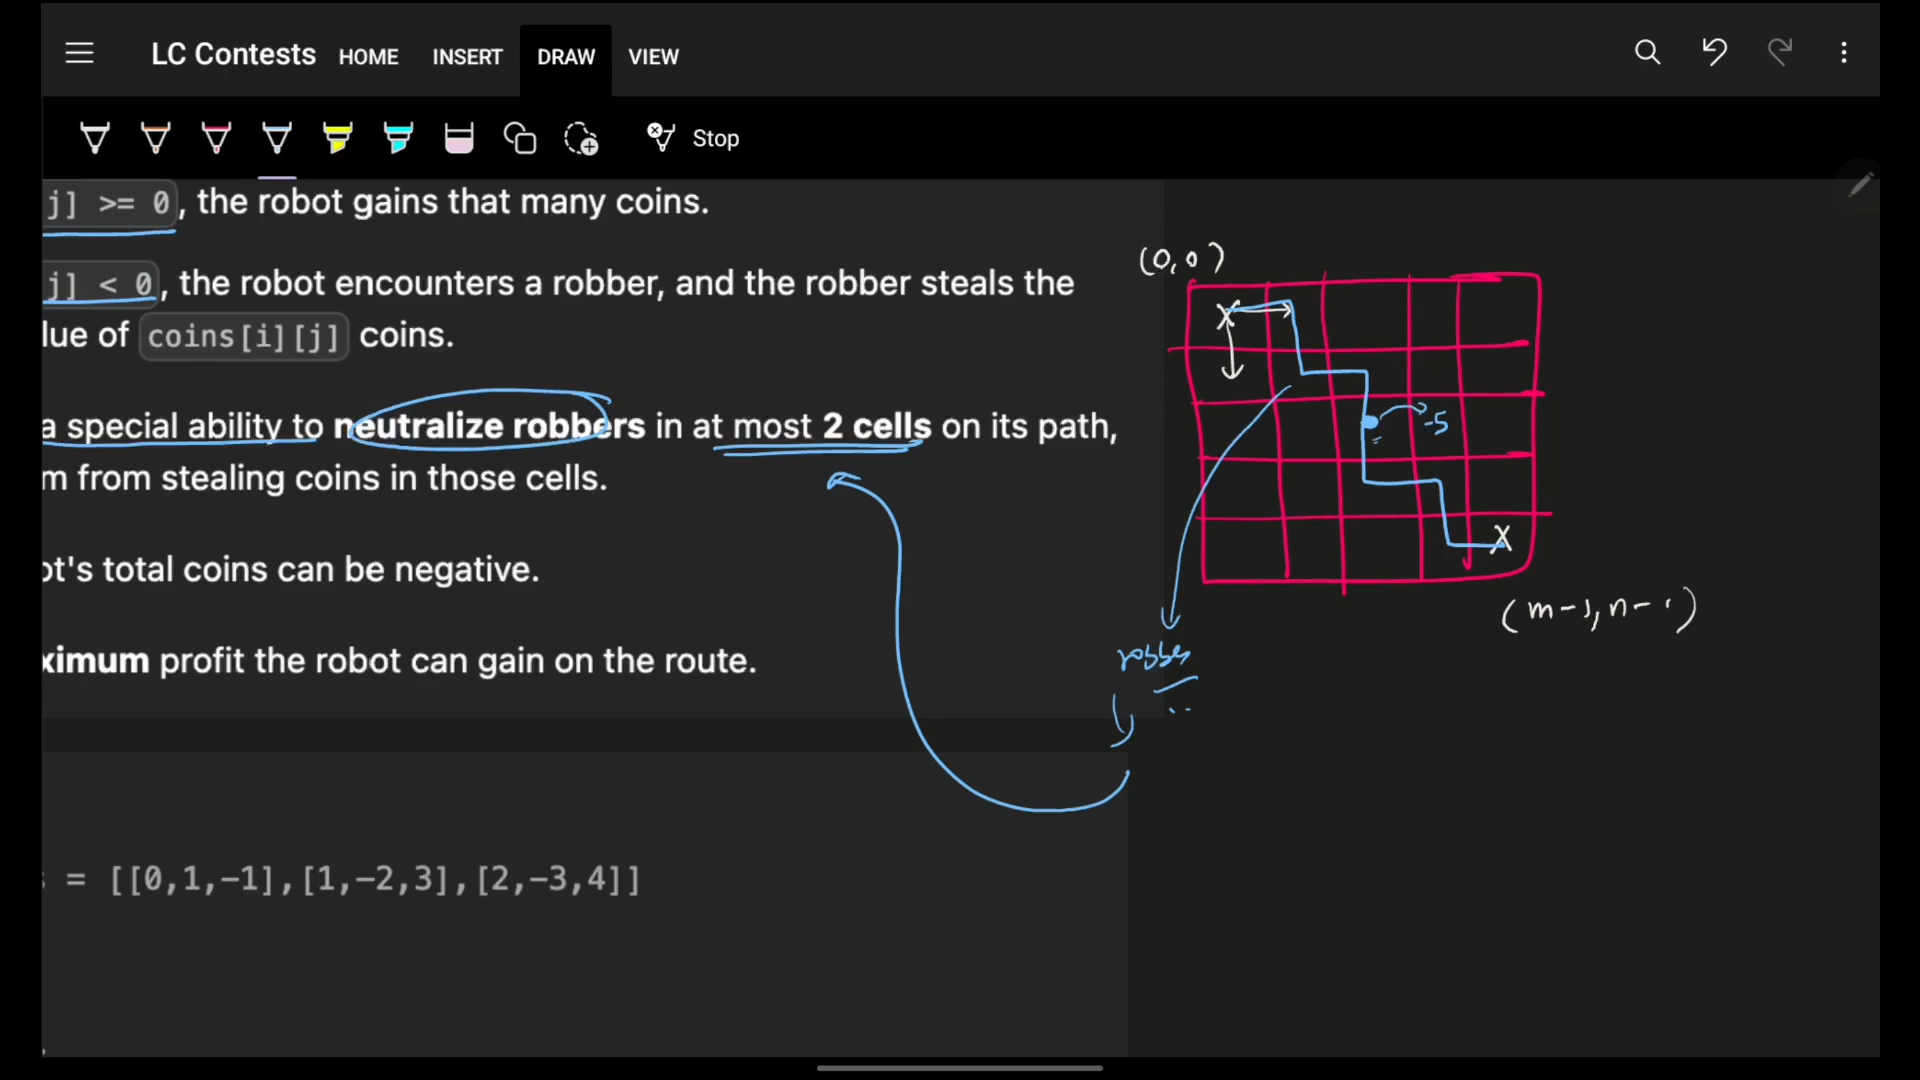 LC Contests HOME INSERT DRAW VIEW
Stop
j] >= 0, the robot gains that many coins.
j] < 0, the robot encounters a robber, and the robber steals the
lue of coins[i][j] coins.
a special ability to neutralize robbers in at most 2 cells on its path,
m from stealing coins in those cells.
ot's total coins can be negative.
ximum profit the robot can gain on the route.
= [[0,1,-1],[1,-2,3],[2,-3,4]]
(0,0)
X
-5
X
(m-1,n-1)
robber